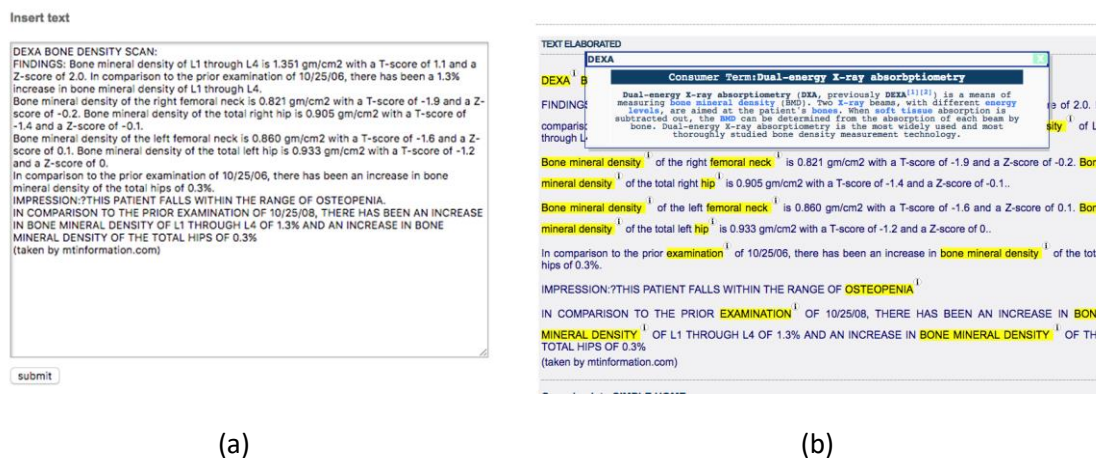 Insert text
DEXA BONE DENSITY SCAN:
FINDINGS: Bone mineral density of L1 through L4 is 1.351 gm/cm2 with a T-score of 1.1 and a
Z-score of 2.0. In comparison to the prior examination of 10/25/06, there has been a 1.3%
increase in bone mineral density of L1 through L4.
Bone mineral density of the right femoral neck is 0.821 gm/cm2 with a T-score of -1.9 and a Z-
score of -0.2. Bone mineral density of the total right hip is 0.905 gm/cm2 with a T-score of
-1.4 and a Z-score of -0.1.
Bone mineral density of the left femoral neck is 0.860 gm/cm2 with a T-score of -1.6 and a Z-
score of 0.1. Bone mineral density of the total left hip is 0.933 gm/cm2 with a T-score of -1.2
and a Z-score of 0.
In comparison to the prior examination of 10/25/06, there has been an increase in bone
mineral density of the total hips of 0.3%.
IMPRESSION:?THIS PATIENT FALLS WITHIN THE RANGE OF OSTEOPENIA.
IN COMPARISON TO THE PRIOR EXAMINATION OF 10/25/08, THERE HAS BEEN AN INCREASE
IN BONE MINERAL DENSITY OF L1 THROUGH L4 OF 1.3% AND AN INCREASE IN BONE
MINERAL DENSITY OF THE TOTAL HIPS OF 0.3%
(taken by mtinformation.com)
submit
(a)
TEXT ELABORATED
DEXA
X
Consumer Term:Dual-energy X-ray absorbptiometry
Dual-energy X-ray absorptiometry (DXA, previously DEXA[1][2]) is a means of
measuring bone mineral density (BMD). Two X-ray beams, with different energy
levels, are aimed at the patient's bones. When soft tissue absorption is
subtracted out, the BMD can be determined from the absorption of each beam by
bone. Dual-energy X-ray absorptiometry is the most widely used and most
thoroughly studied bone density measurement technology.
DEXA i B
FINDINGS of 2.0.
comparis sity i of L
through L
Bone mineral density i of the right femoral neck i is 0.821 gm/cm2 with a T-score of -1.9 and a Z-score of -0.2. Bon
mineral density i of the total right hip i is 0.905 gm/cm2 with a T-score of -1.4 and a Z-score of -0.1..
Bone mineral density i of the left femoral neck i is 0.860 gm/cm2 with a T-score of -1.6 and a Z-score of 0.1. Bon
mineral density i of the total left hip i is 0.933 gm/cm2 with a T-score of -1.2 and a Z-score of 0..
In comparison to the prior examination i of 10/25/06, there has been an increase in bone mineral density i of the tot
hips of 0.3%.
IMPRESSION:?THIS PATIENT FALLS WITHIN THE RANGE OF OSTEOPENIA i
IN COMPARISON TO THE PRIOR EXAMINATION i OF 10/25/08, THERE HAS BEEN AN INCREASE IN BON
MINERAL DENSITY i OF L1 THROUGH L4 OF 1.3% AND AN INCREASE IN BONE MINERAL DENSITY i OF TH
TOTAL HIPS OF 0.3%
(taken by mtinformation.com)
(b)